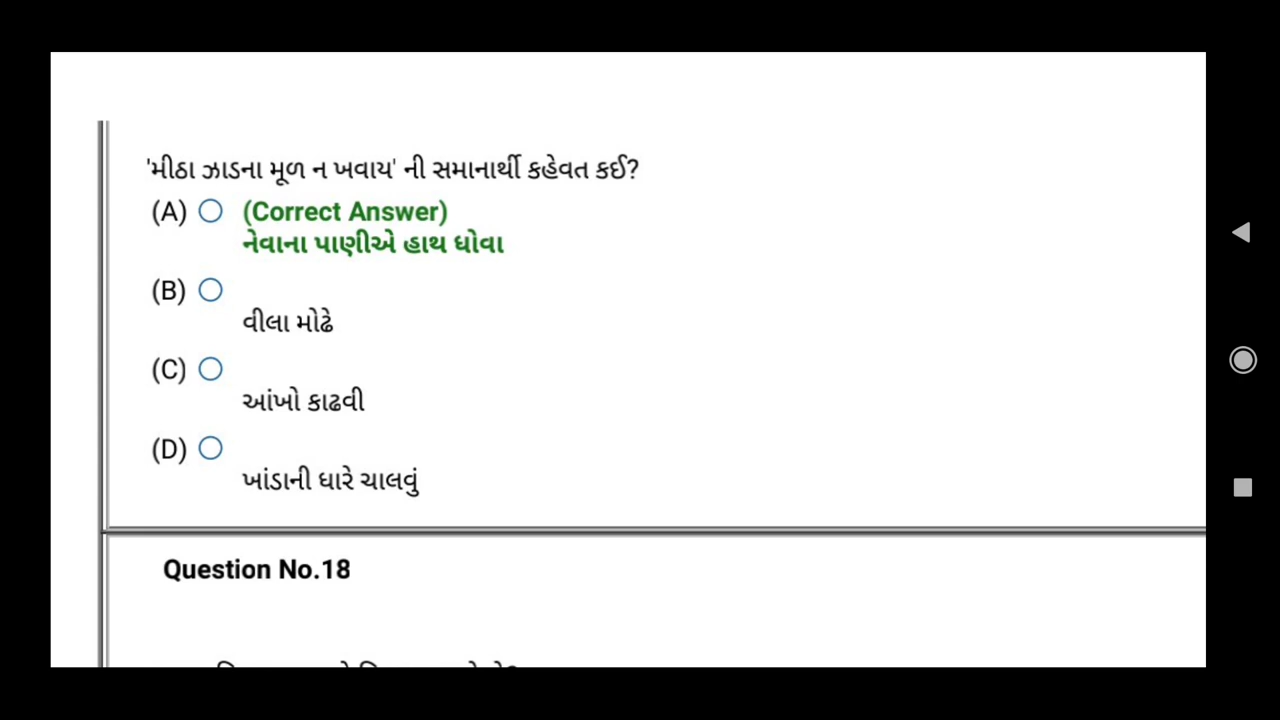 'મીઠા ઝાડના મૂળ ન ખવાય' ની સમાનાર્થી કહેવત કઈ?
(A) (Correct Answer)
નેવાના પાણીએ હાથ ધોવા
(B)
વીલા મોઢે
(C)
આંખો કાઢવી
(D)
ખાંડાની ધારે ચાલવું
Question No.18